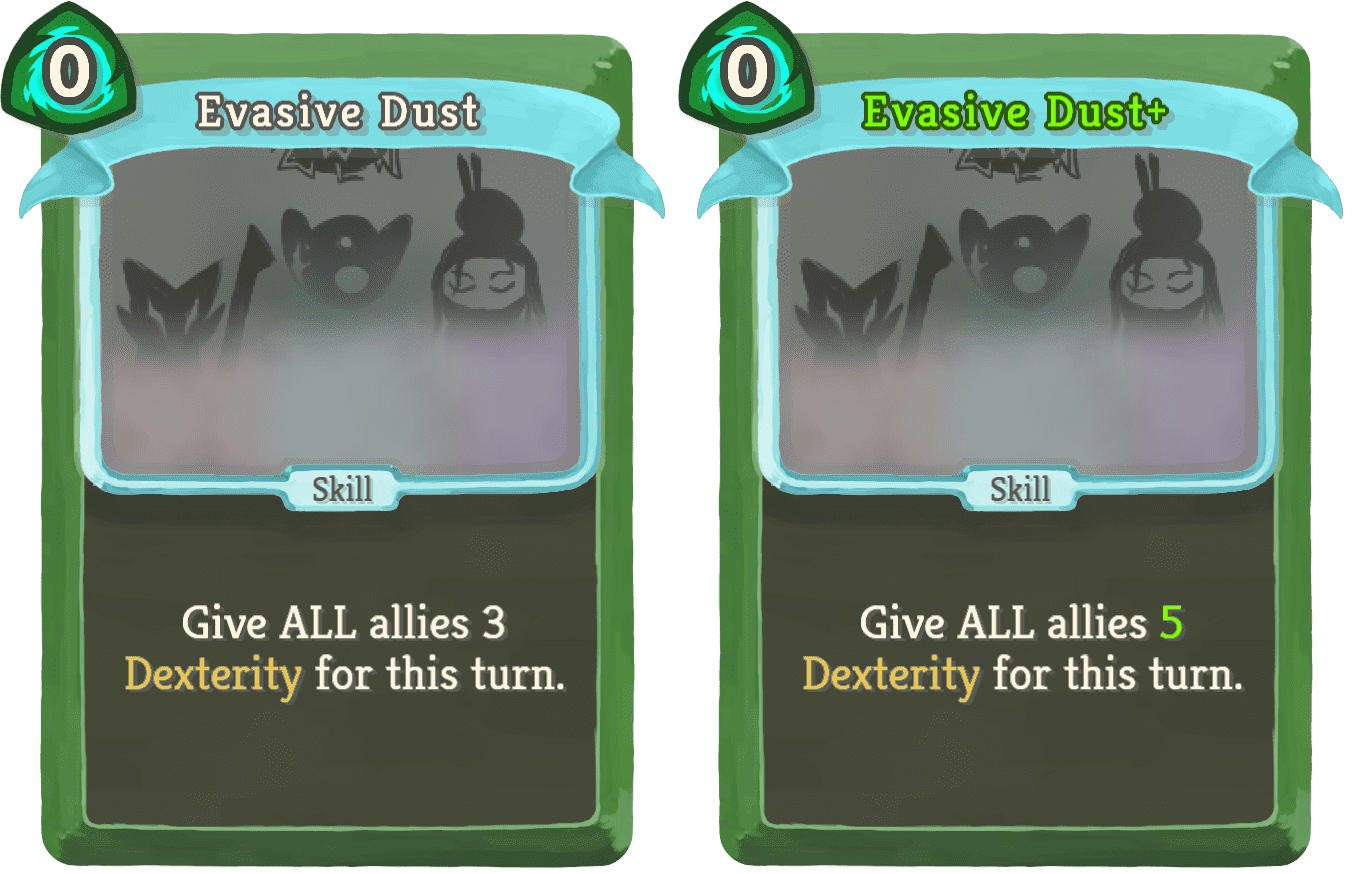 0
Evasive Dust
Skill
Give ALL allies 3
Dexterity for this turn.
0
Evasive Dust+
Skill
Give ALL allies 5
Dexterity for this turn.